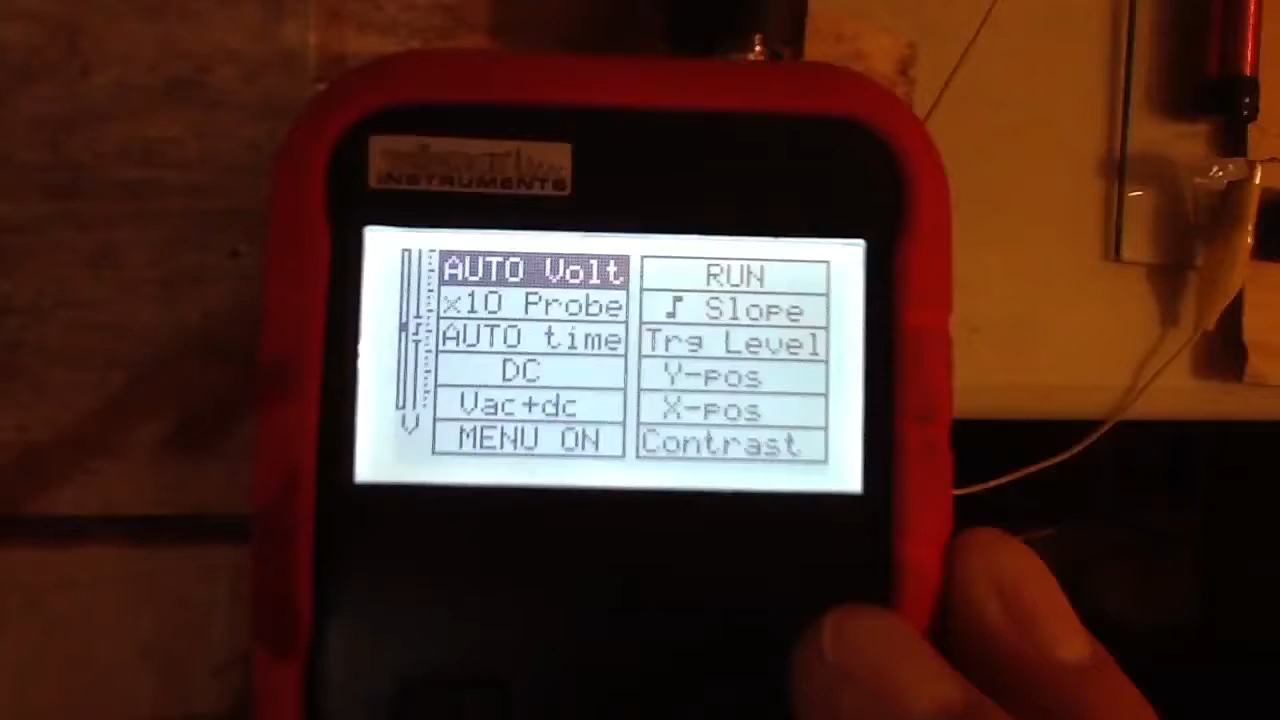 INSTRUMENTS
AUTO Volt
x10 Probe
AUTO time
DC
Vac+dc
MENU ON
V
RUN
Slope
Trg Level
Y-pos
X-pos
Contrast